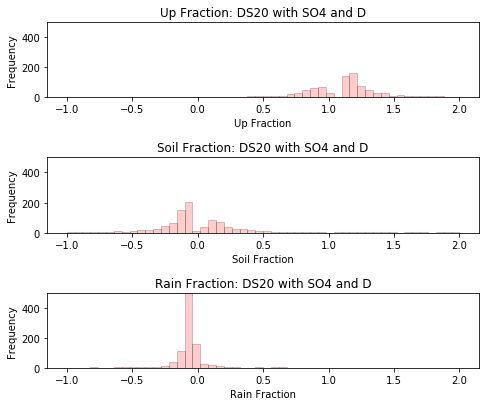 Up Fraction: DS20 with SO4 and D
Frequency
400
200
0
-1.0 -0.5 0.0 0.5 1.0 1.5 2.0
Up Fraction
Soil Fraction: DS20 with SO4 and D
Frequency
400
200
0
-1.0 -0.5 0.0 0.5 1.0 1.5 2.0
Soil Fraction
Rain Fraction: DS20 with SO4 and D
Frequency
400
200
0
-1.0 -0.5 0.0 0.5 1.0 1.5 2.0
Rain Fraction